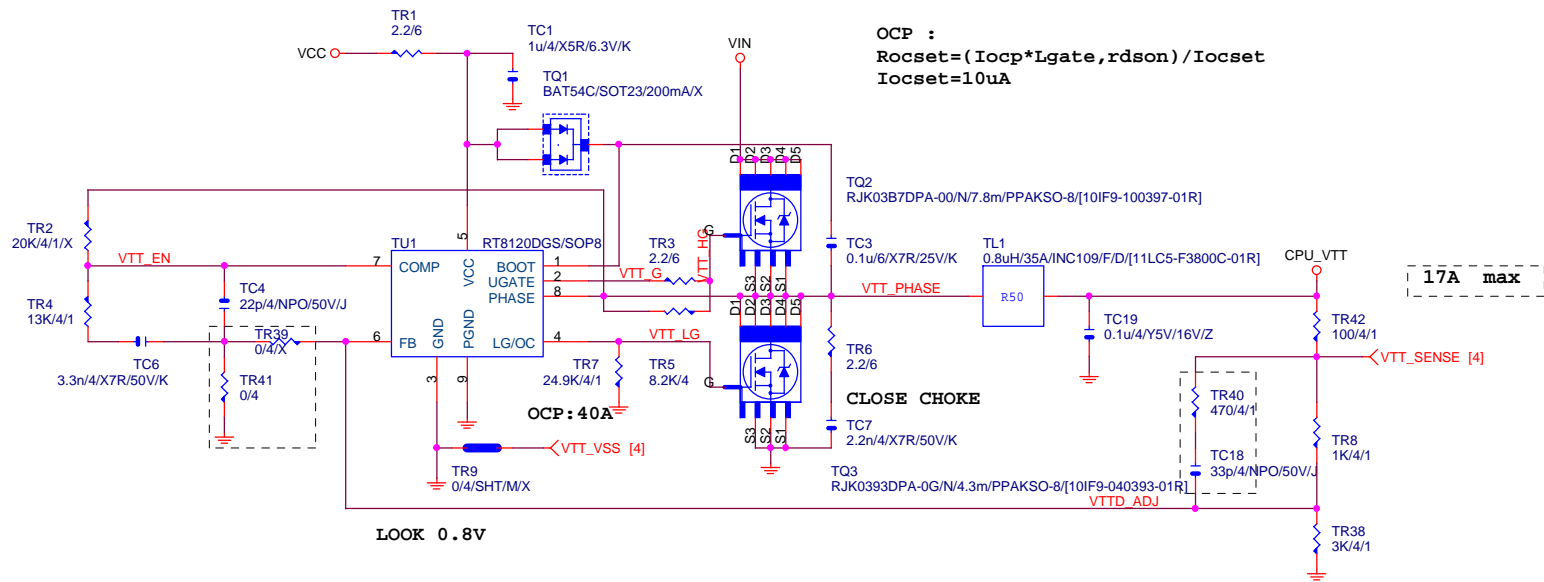 OCP :
Rocset=(Iocp*Lgate,rdson)/Iocset
Iocset=10uA
TR1
2.2/6
VCC
TC1
1u/4/X5R/6.3V/K
TQ1
BAT54C/SOT23/200mA/X
VIN
D1
D2
D3
D4
D5
TQ2
RJK03B7DPA-00/N/7.8m/PPAKSO-8/[10IF9-100397-01R]
G
S3
S2
S1
TR2
20K/4/1/X
VTT_EN
TU1
RT8120DGS/SOP8
5
VCC
7
COMP
BOOT
1
UGATE
2
PHASE
8
6
FB
GND
PGND
LG/OC
4
3
9
VTT_G
TR3
2.2/6
VTT_HG
TC3
0.1u/6/X7R/25V/K
TL1
0.8uH/35A/INC109/F/D/[11LC5-F3800C-01R]
CPU_VTT
17A max
TR4
13K/4/1
TC4
22p/4/NPO/50V/J
TR39
0/4/X
TC6
3.3n/4/X7R/50V/K
TR41
0/4
VTT_PHASE
R50
D1
D2
D3
D4
D5
VTT_LG
TR7
24.9K/4/1
TR5
8.2K/4
G
TR6
2.2/6
TC19
0.1u/4/Y5V/16V/Z
TR42
100/4/1
VTT_SENSE [4]
OCP:40A
CLOSE CHOKE
TC7
2.2n/4/X7R/50V/K
S3
S2
S1
TR40
470/4/1
TR8
1K/4/1
TC18
33p/4/NPO/50V/J
VTT_VSS [4]
TR9
0/4/SHT/M/X
TQ3
RJK0393DPA-0G/N/4.3m/PPAKSO-8/[10IF9-040393-01R]
VTTD_ADJ
LOOK 0.8V
TR38
3K/4/1